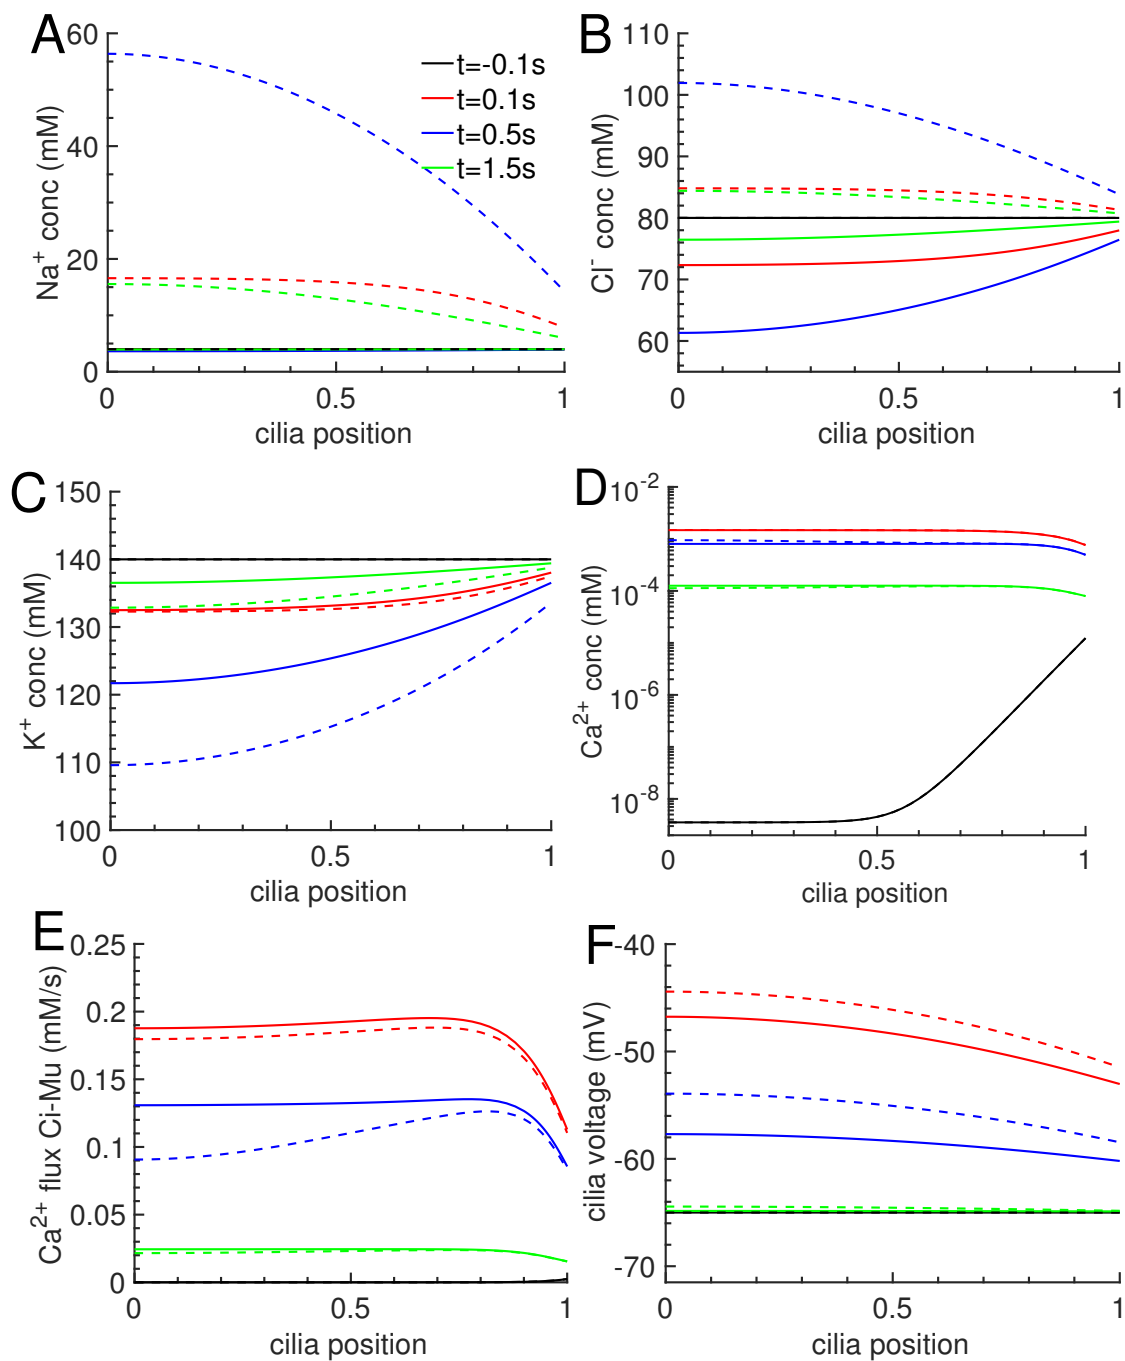 A
60
40
20
0
Na+ conc (mM)
t=-0.1s
t=0.1s
t=0.5s
t=1.5s
0 0.5 1
cilia position
B
110
100
90
80
70
60
Cl- conc (mM)
0 0.5 1
cilia position
C
150
140
130
120
110
100
K+ conc (mM)
0 0.5 1
cilia position
D
10-2
10-4
10-6
10-8
Ca2+ conc (mM)
0 0.5 1
cilia position
E
0.25
0.2
0.15
0.1
0.05
0
Ca2+ flux Ci-Mu (mM/s)
0 0.5 1
cilia position
F
-40
-50
-60
-70
cilia voltage (mV)
0 0.5 1
cilia position